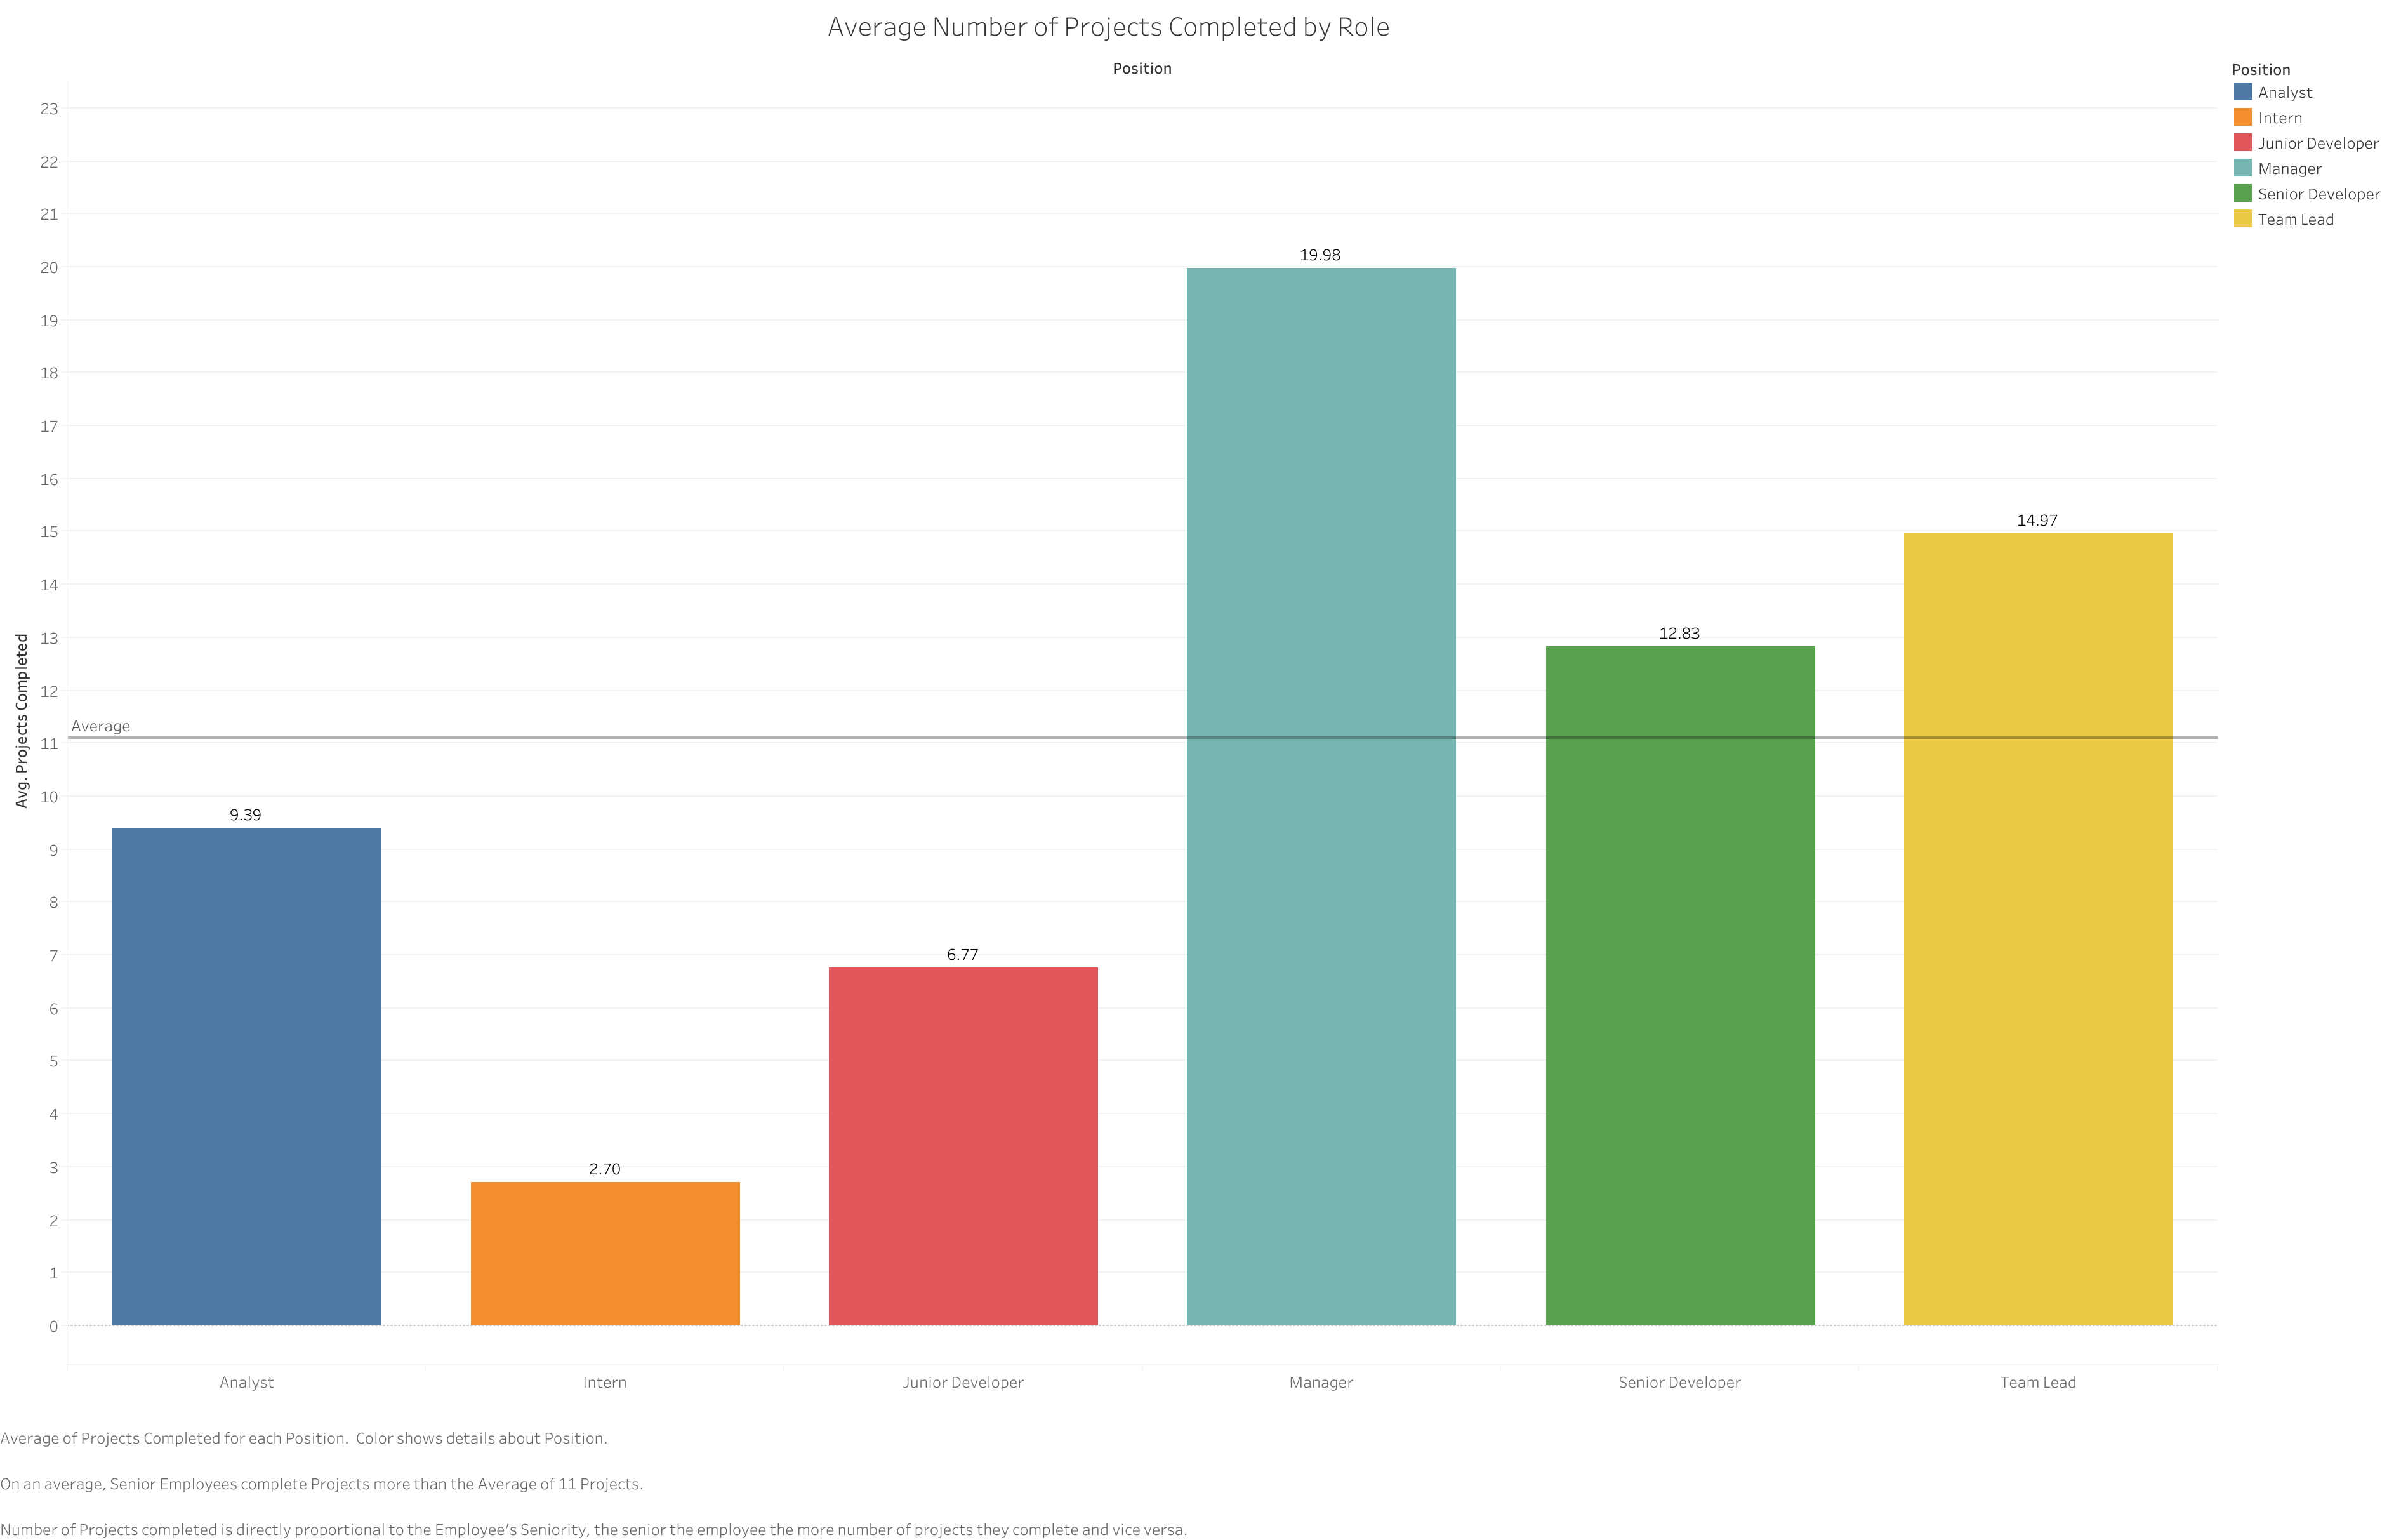 Average Number of Projects Completed by Role
Position
Position
Analyst
Intern
Junior Developer
Manager
Senior Developer
Team Lead
Avg. Projects Completed
23
22
21
20
19
18
17
16
15
14
13
12
11
10
9
8
7
6
5
4
3
2
1
0
Average
9.39
2.70
6.77
19.98
12.83
14.97
Analyst
Intern
Junior Developer
Manager
Senior Developer
Team Lead
Average of Projects Completed for each Position.  Color shows details about Position.
On an average, Senior Employees complete Projects more than the Average of 11 Projects.
Number of Projects completed is directly proportional to the Employee’s Seniority, the senior the employee the more number of projects they complete and vice versa.